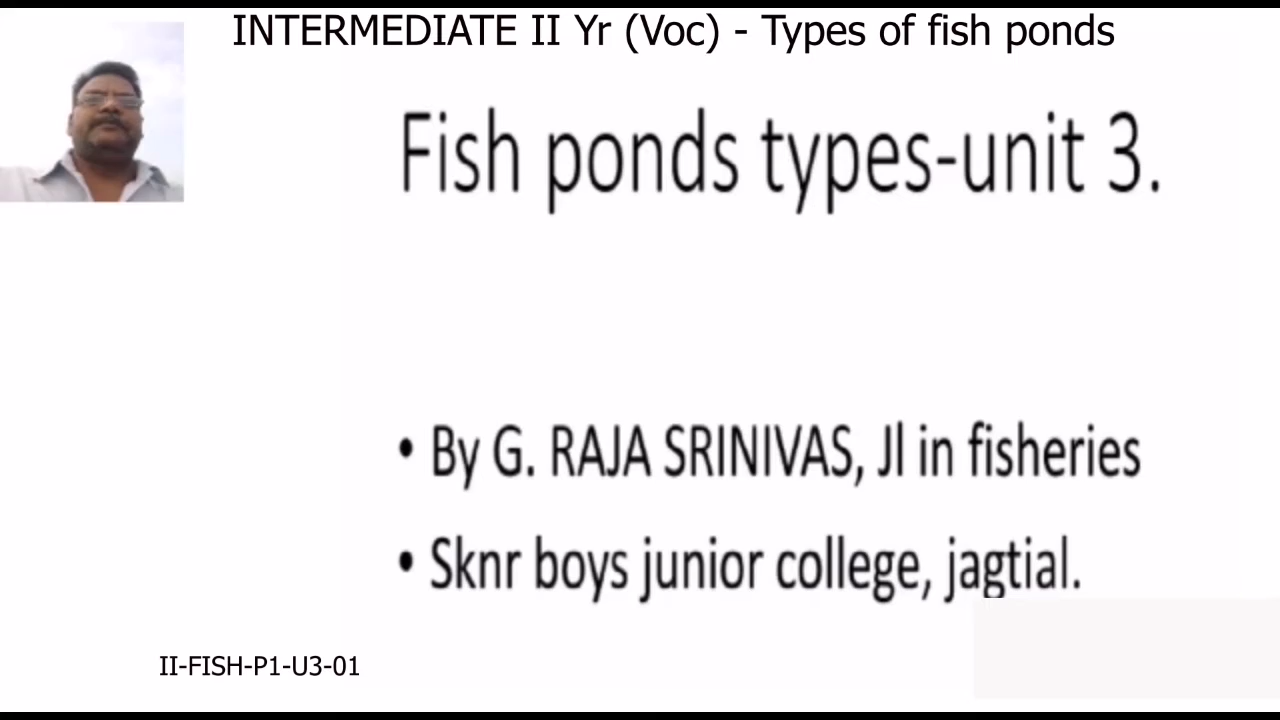 INTERMEDIATE II Yr (Voc) - Types of fish ponds
Fish ponds types-unit 3.
• By G. RAJA SRINIVAS, Jl in fisheries
• Sknr boys junior college, jagtial.
II-FISH-P1-U3-01